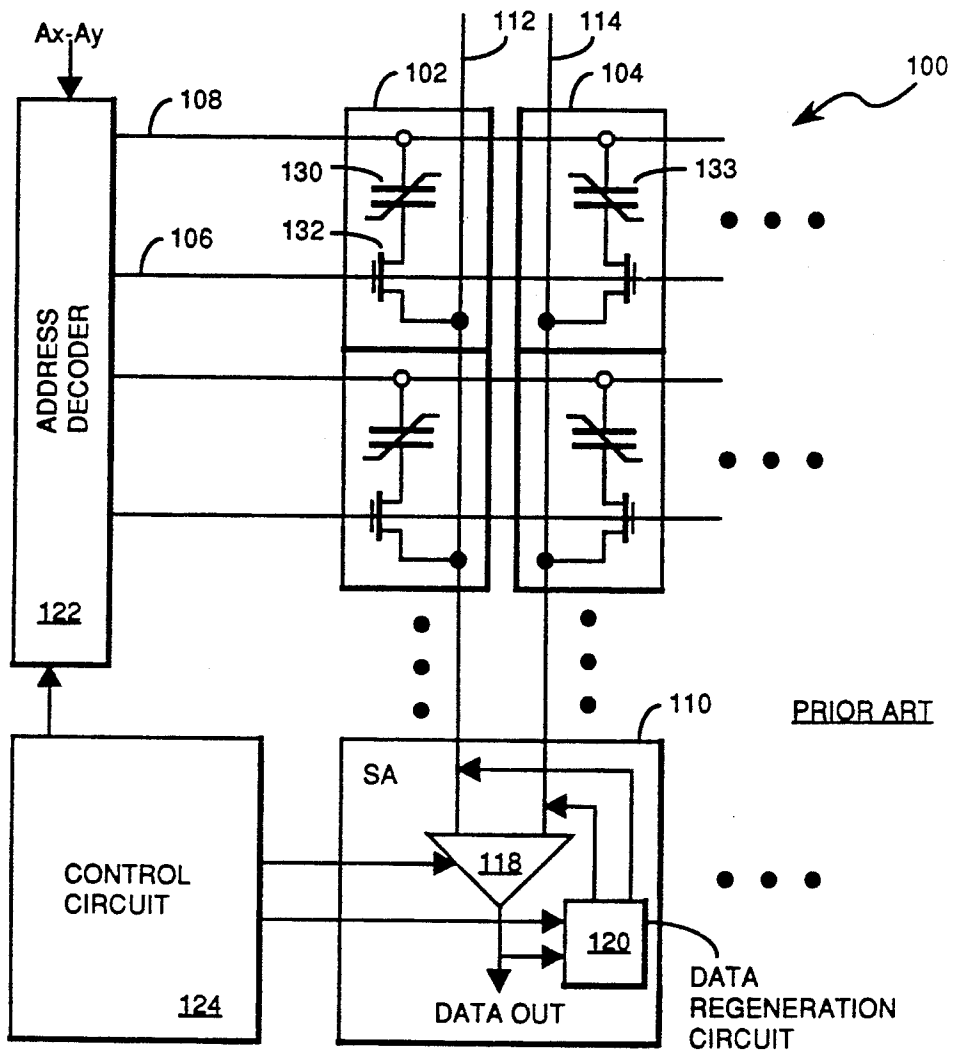 Ax-Ay
112
114
100
102
104
108
130
133
132
106
ADDRESS
DECODER
122
110
PRIOR ART
SA
118
CONTROL
CIRCUIT
120
124
DATA OUT
DATA
REGENERATION
CIRCUIT